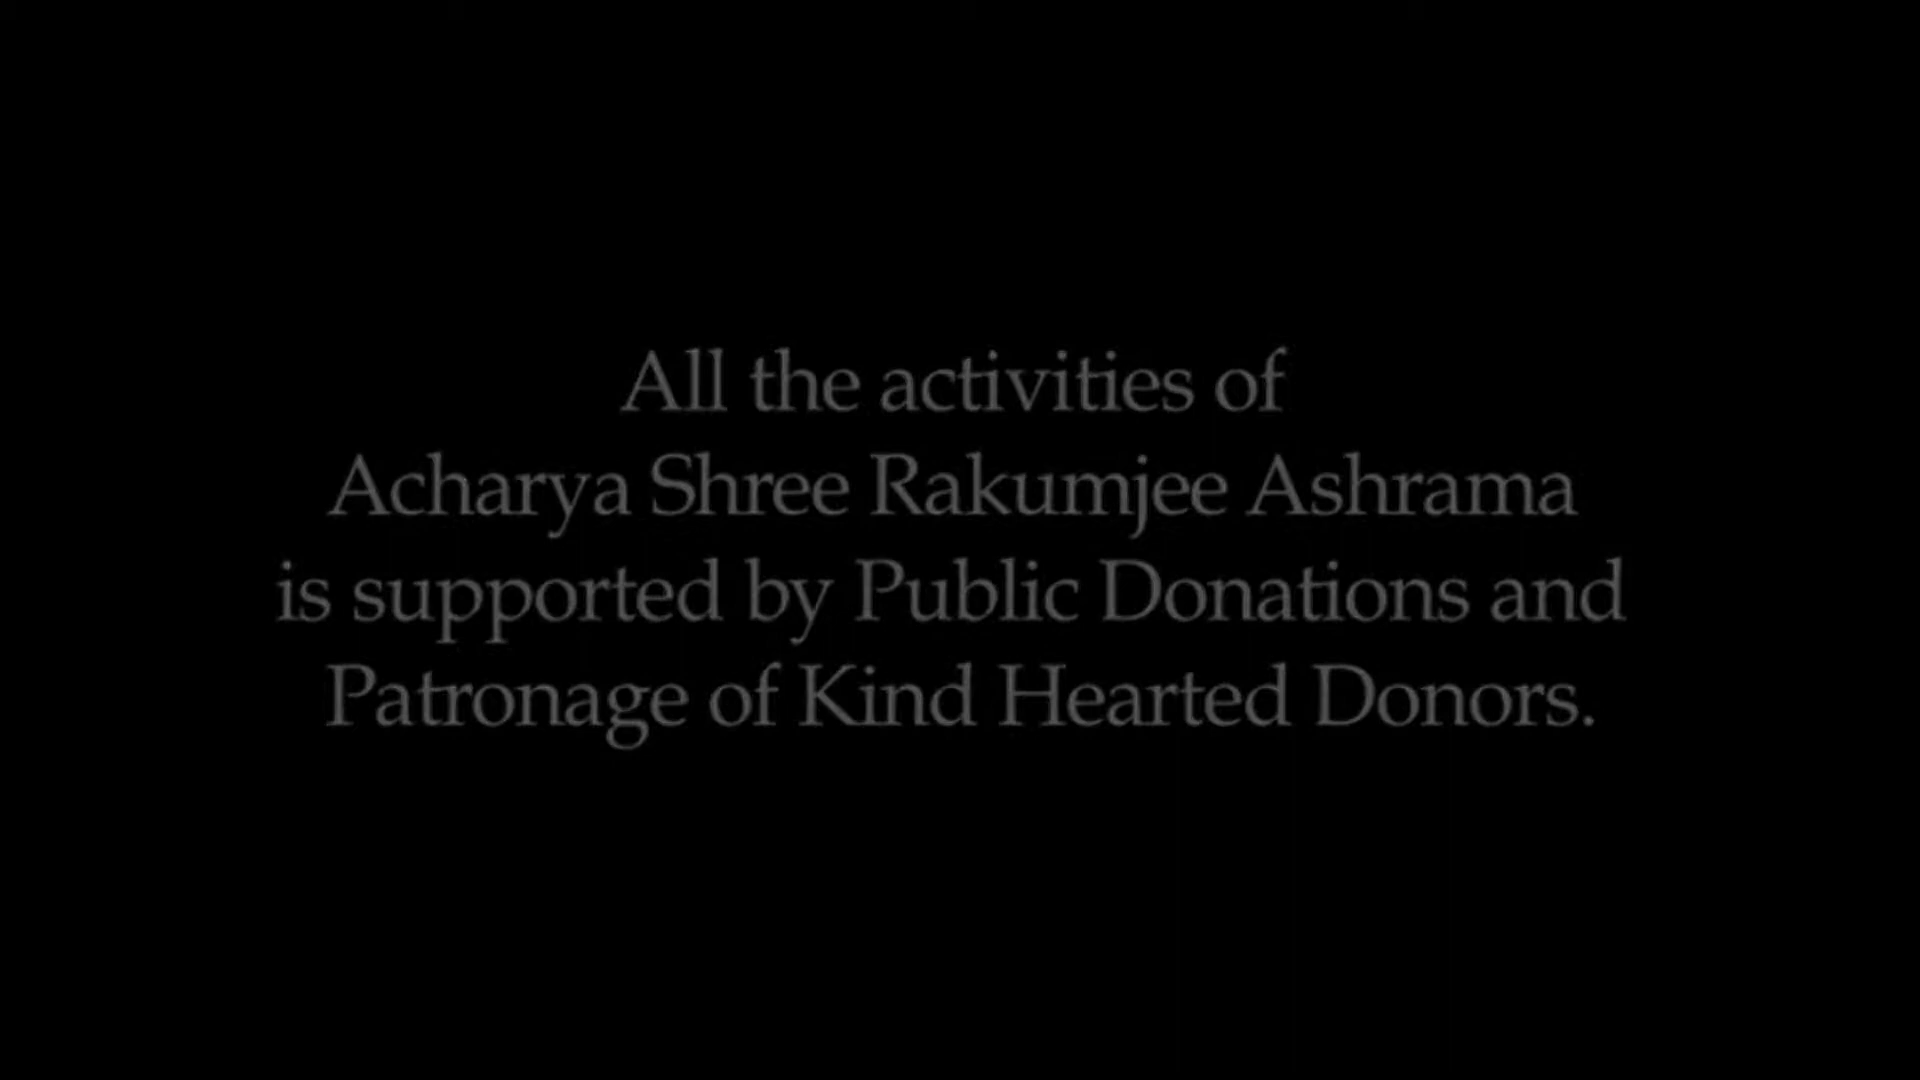 All the activities of
Acharya Shree Rakumjee Ashrama
is supported by Public Donations and
Patronage of Kind Hearted Donors.